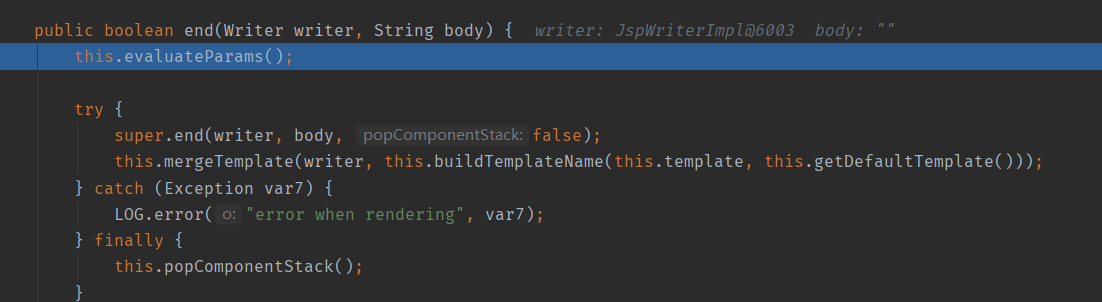 public boolean end(Writer writer, String body) {  writer: JspWriterImpl@6003  body: ""
    this.evaluateParams();
    try {
        super.end(writer, body, popComponentStack: false);
        this.mergeTemplate(writer, this.buildTemplateName(this.template, this.getDefaultTemplate()));
    } catch (Exception var7) {
        LOG.error( o: "error when rendering", var7);
    } finally {
        this.popComponentStack();
    }